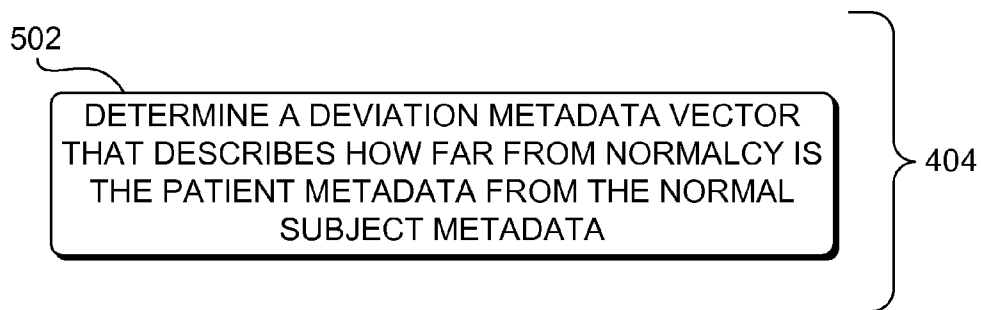 502
DETERMINE A DEVIATION METADATA VECTOR
THAT DESCRIBES HOW FAR FROM NORMALCY IS
THE PATIENT METADATA FROM THE NORMAL
SUBJECT METADATA
404